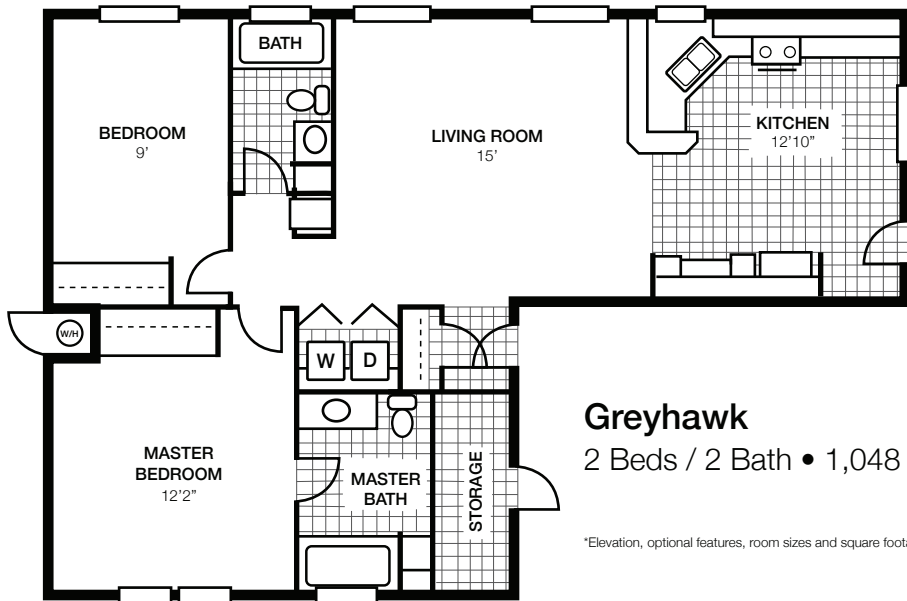 BATH
BEDROOM
9'
LIVING ROOM
15'
KITCHEN
12'10"
W/H
W
D
MASTER
BEDROOM
12'2"
MASTER
BATH
STORAGE
Greyhawk
2 Beds / 2 Bath • 1,048
*Elevation, optional features, room sizes and square foota